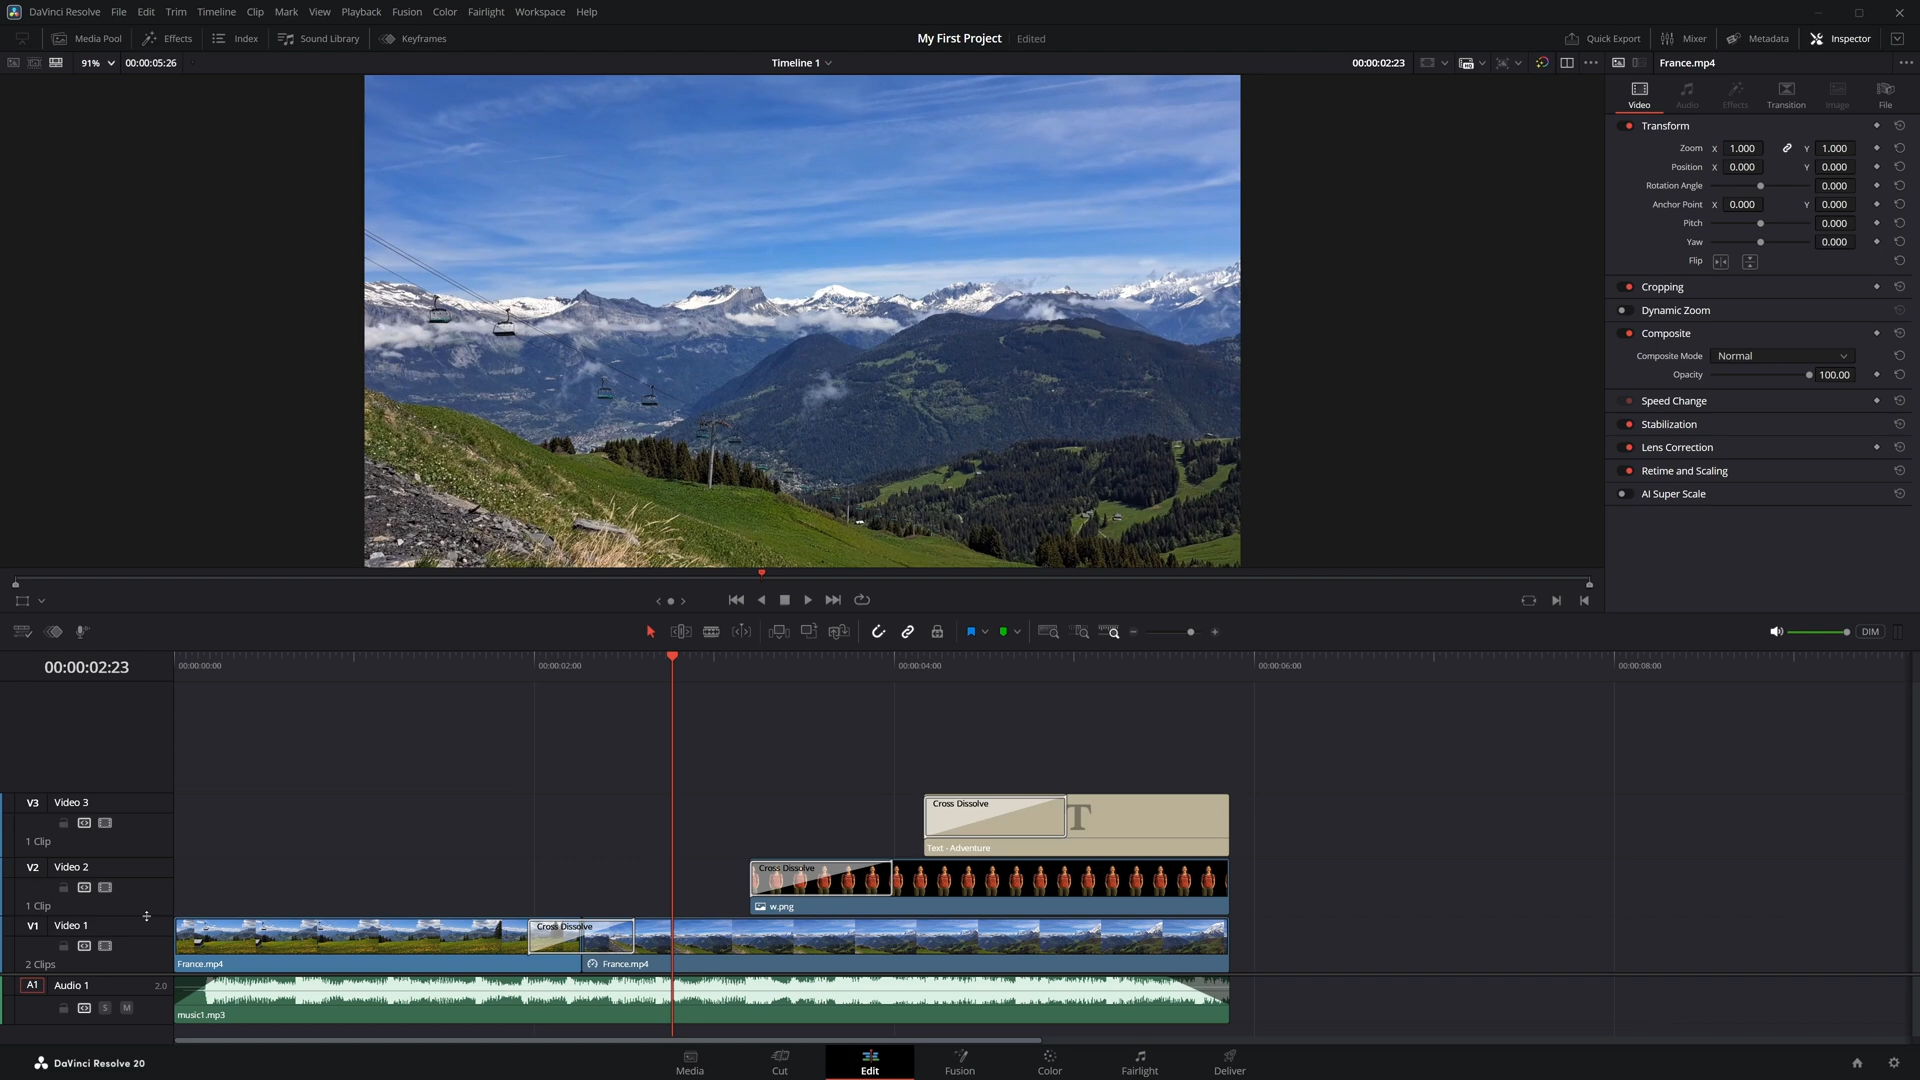 DaVinci Resolve File Edit Trim Timeline Clip Mark View Playback Fusion Color Fairlight Workspace Help
Media Pool Effects Index Sound Library Keyframes My First Project Edited Quick Export Mixer Metadata Inspector
91% 00:00:05:26 Timeline 1 00:00:02:23 France.mp4
Video Audio Effects Transition Image File
Transform
Zoom X 1.000 Y 1.000
Position X 0.000 Y 0.000
Rotation Angle 0.000
Anchor Point X 0.000 Y 0.000
Pitch 0.000
Yaw 0.000
Flip
Cropping
Dynamic Zoom
Composite
Composite Mode Normal
Opacity 100.00
Speed Change
Stabilization
Lens Correction
Retime and Scaling
AI Super Scale
DIM
00:00:02:23 00:00:00:00 00:00:02:00 00:00:04:00 00:00:06:00 00:00:08:00
V3 Video 3 Cross Dissolve
T
1 Clip Text - Adventure
V2 Video 2 Cross Dissolve
1 Clip w.png
V1 Video 1 Cross Dissolve
2 Clips France.mp4 France.mp4
A1 Audio 1 2.0
S M music1.mp3
DaVinci Resolve 20 Media Cut Edit Fusion Color Fairlight Deliver